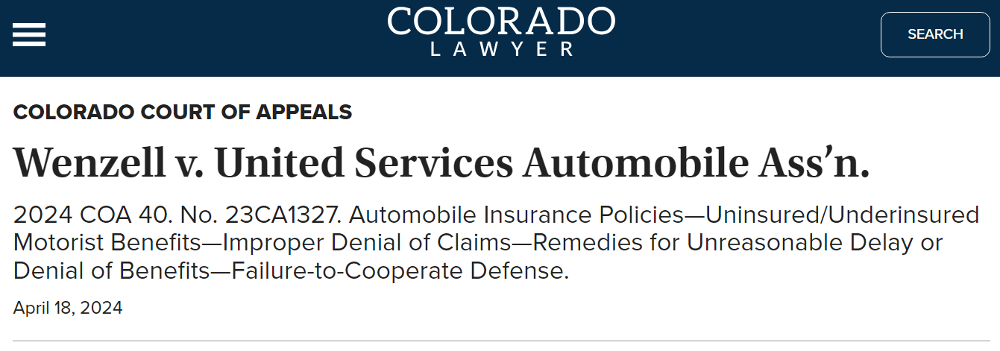 COLORADO
LAWYER
SEARCH
COLORADO COURT OF APPEALS
Wenzell v. United Services Automobile Ass’n.
2024 COA 40. No. 23CA1327. Automobile Insurance Policies—Uninsured/Underinsured
Motorist Benefits—Improper Denial of Claims—Remedies for Unreasonable Delay or
Denial of Benefits—Failure-to-Cooperate Defense.
April 18, 2024